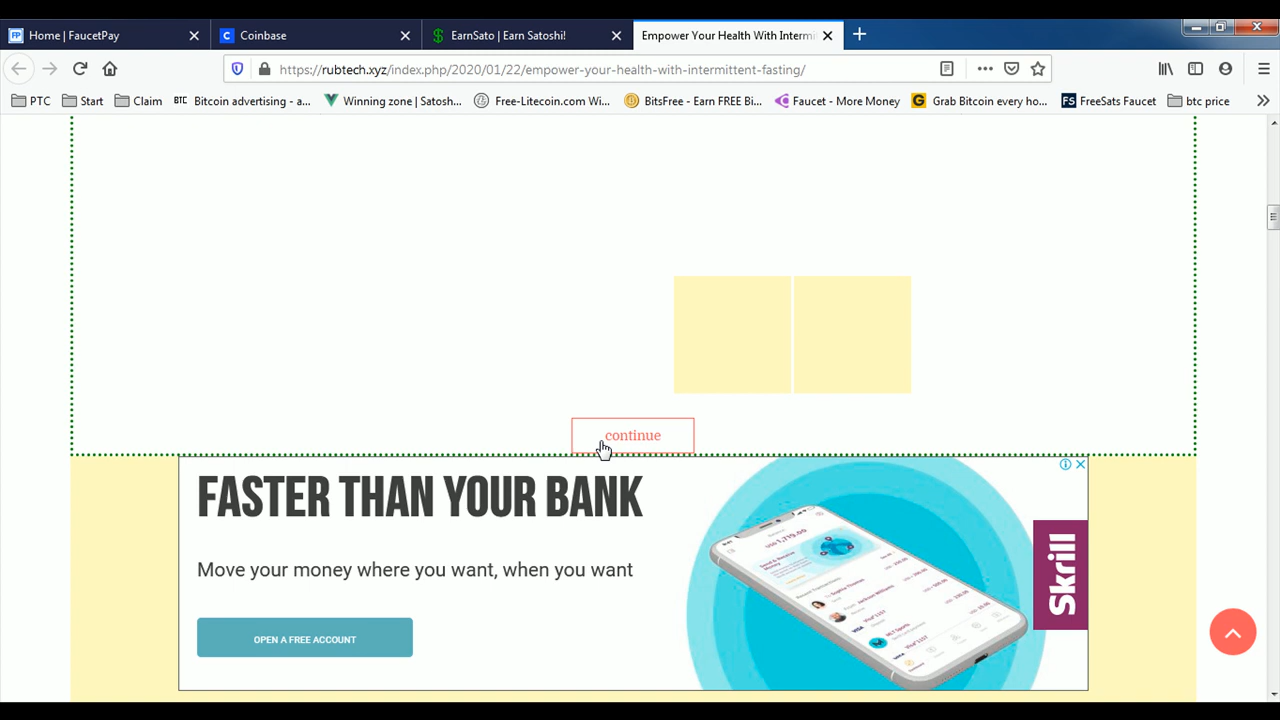 Home | FaucetPay
Coinbase
EarnSato | Earn Satoshi!
Empower Your Health With Intermi
https://rubtech.xyz/index.php/2020/01/22/empower-your-health-with-intermittent-fasting/
PTC
Start
Claim
BTC Bitcoin advertising - a...
Winning zone | Satosh...
Free-Litecoin.com Wi...
BitsFree - Earn FREE Bi...
Faucet - More Money
G Grab Bitcoin every ho...
FS FreeSats Faucet
btc price
continue
FASTER THAN YOUR BANK
Move your money where you want, when you want
OPEN A FREE ACCOUNT
Skrill